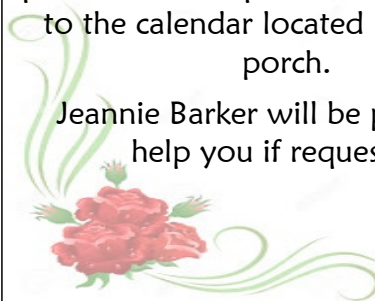 to the calendar located
porch.
Jeannie Barker will be
help you if reques